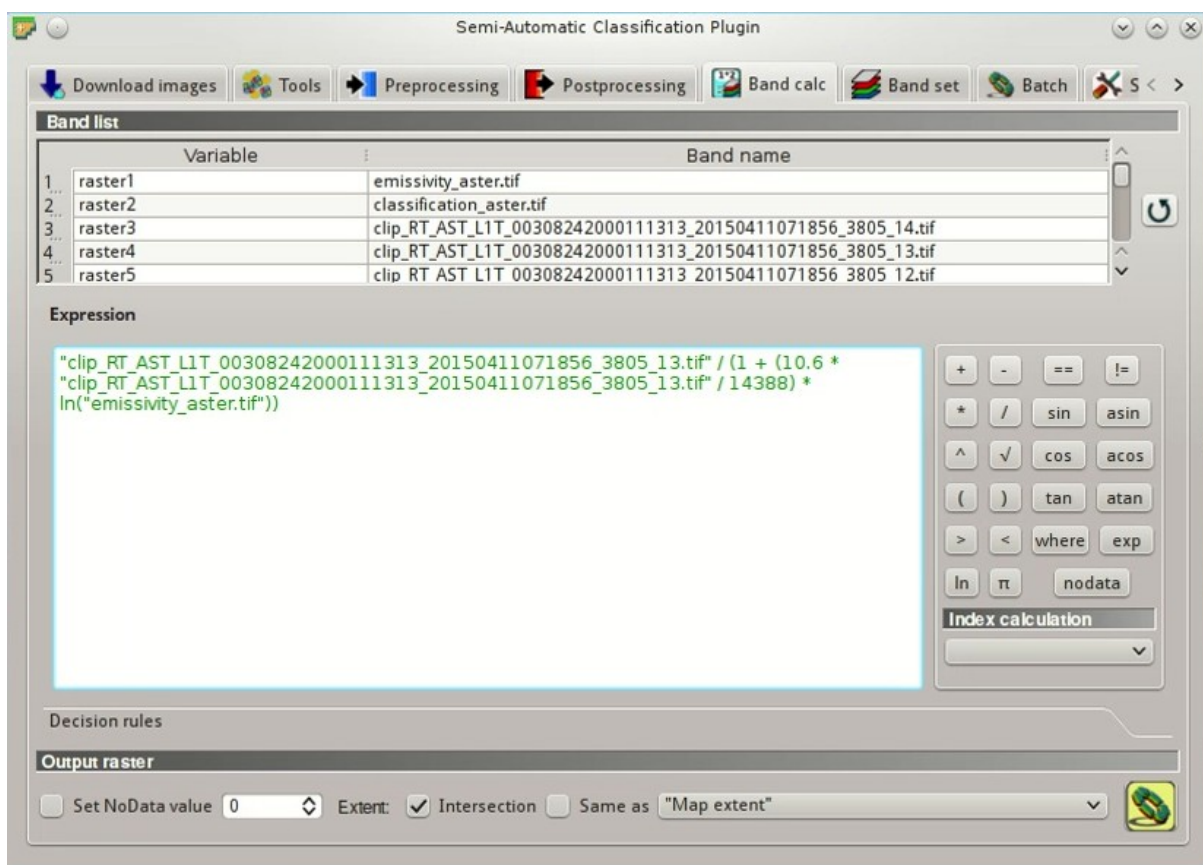 Semi-Automatic Classification Plugin
Download images Tools Preprocessing Postprocessing Band calc Band set Batch S < >
Band list
Variable Band name
1 raster1 emissivity_aster.tif
2 raster2 classification_aster.tif
3 raster3 clip_RT_AST_L1T_00308242000111313_20150411071856_3805_14.tif
4 raster4 clip_RT_AST_L1T_00308242000111313_20150411071856_3805_13.tif
5 raster5 clip_RT_AST_L1T_00308242000111313_20150411071856_3805_12.tif
Expression
"clip_RT_AST_L1T_00308242000111313_20150411071856_3805_13.tif" / (1 + (10.6 *
"clip_RT_AST_L1T_00308242000111313_20150411071856_3805_13.tif" / 14388) *
ln("emissivity_aster.tif"))
+ - == !=
* / sin asin
^ √ cos acos
( ) tan atan
> < where exp
ln π nodata
Index calculation
Decision rules
Output raster
Set NoData value 0 Extent: Intersection Same as "Map extent"